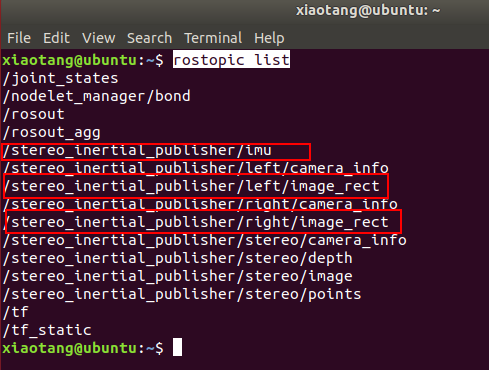 xiaotang@ubuntu: ~
File Edit View Search Terminal Help
xiaotang@ubuntu:~$ rostopic list
/joint_states
/nodelet_manager/bond
/rosout
/rosout_agg
/stereo_inertial_publisher/imu
/stereo_inertial_publisher/left/camera_info
/stereo_inertial_publisher/left/image_rect
/stereo_inertial_publisher/right/camera_info
/stereo_inertial_publisher/right/image_rect
/stereo_inertial_publisher/stereo/camera_info
/stereo_inertial_publisher/stereo/depth
/stereo_inertial_publisher/stereo/image
/stereo_inertial_publisher/stereo/points
/tf
/tf_static
xiaotang@ubuntu:~$